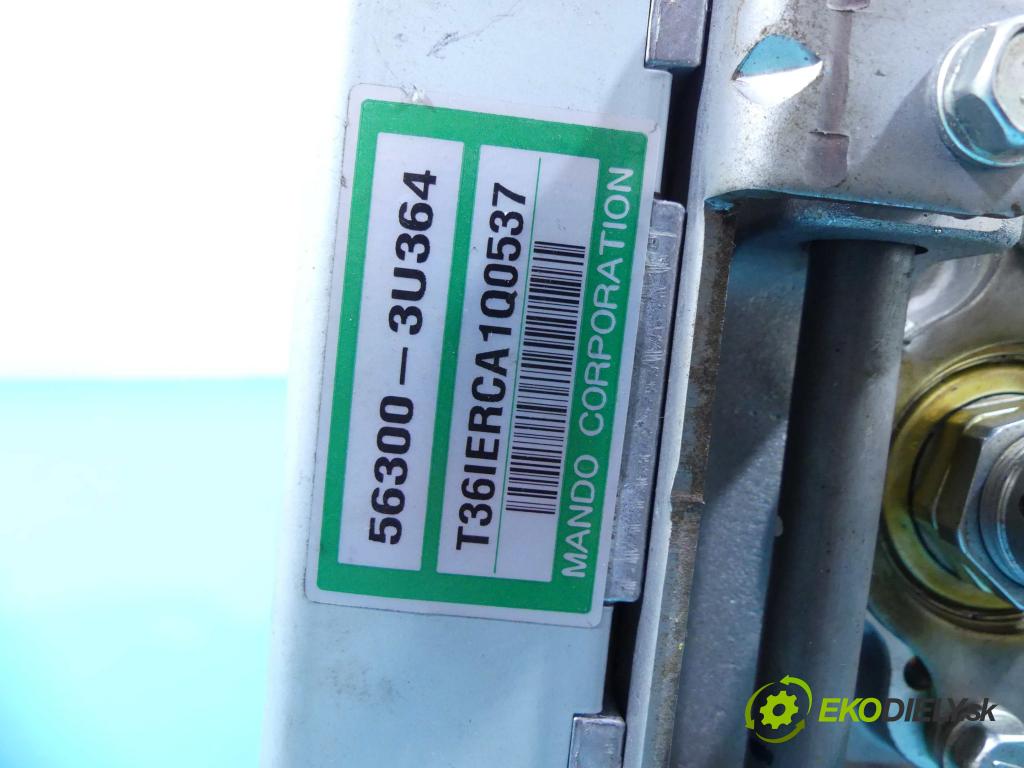 56300-3U364
T36IERCA1Q0537
MANDO CORPORATION
EKODIELY.sk